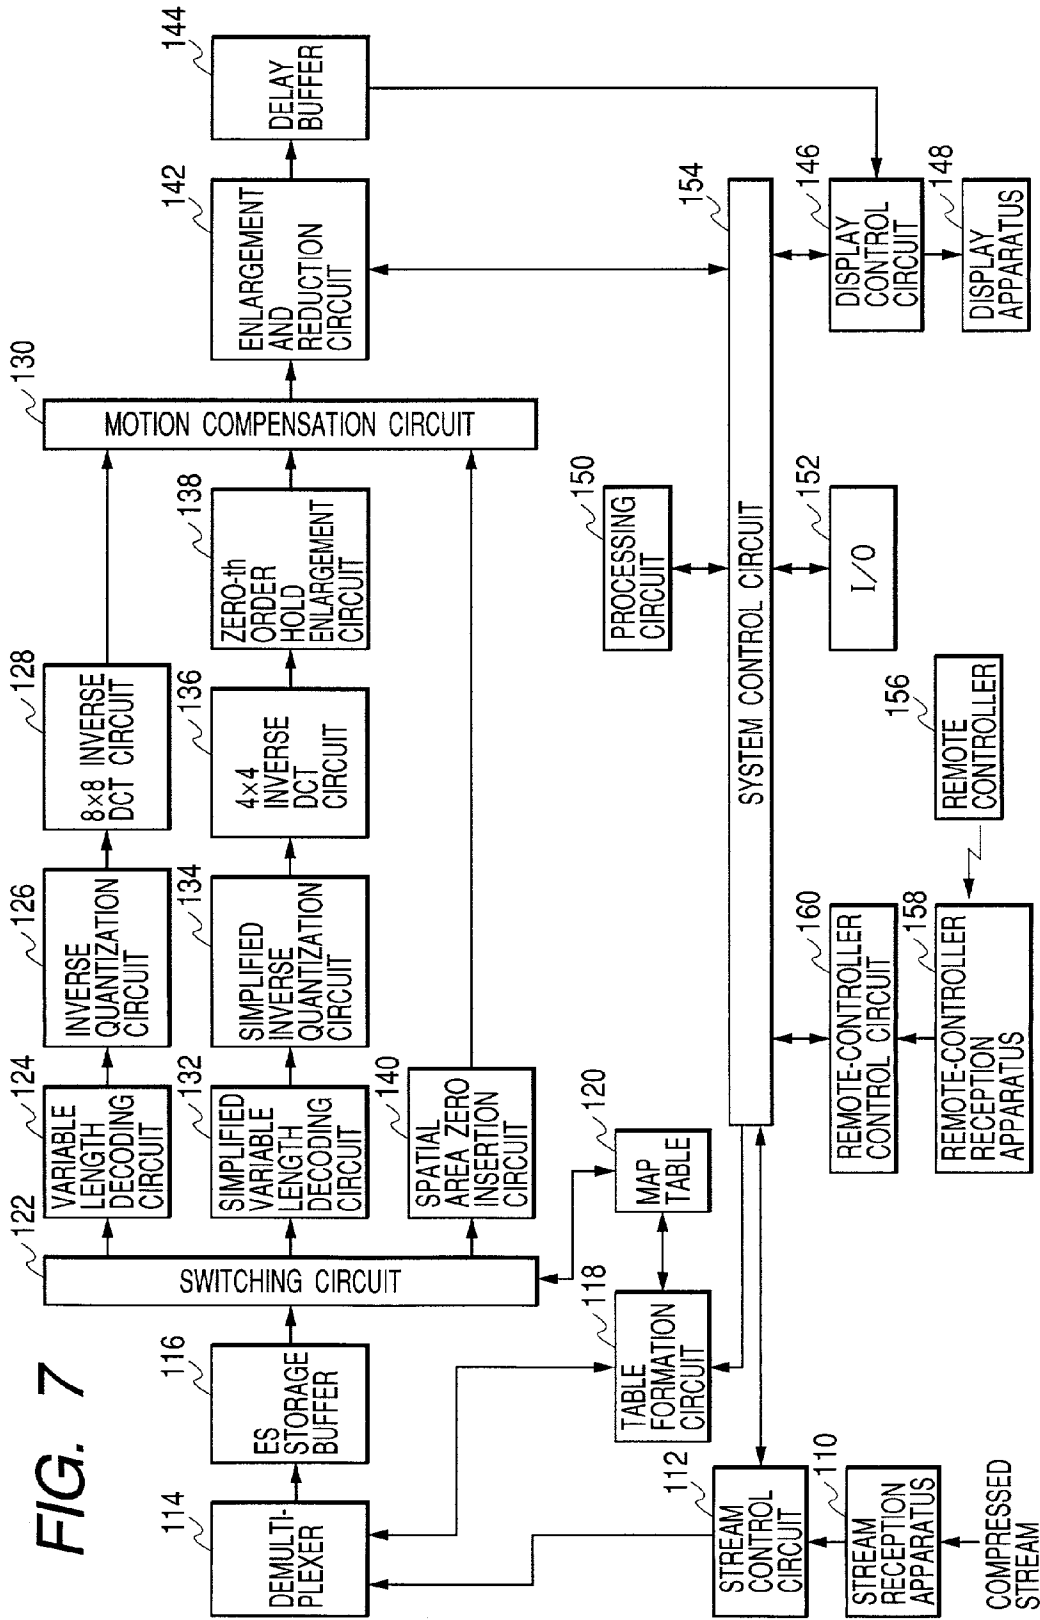 FIG. 7
114
DEMULTI-
PLEXER
116
ES
STORAGE
BUFFER
122
SWITCHING CIRCUIT
124
VARIABLE
LENGTH
DECODING
CIRCUIT
126
INVERSE
QUANTIZATION
CIRCUIT
128
8×8 INVERSE
DCT CIRCUIT
132
SIMPLIFIED
VARIABLE
LENGTH
DECODING
CIRCUIT
134
SIMPLIFIED
INVERSE
QUANTIZATION
CIRCUIT
136
4×4
INVERSE
DCT
CIRCUIT
138
ZERO-th
ORDER
HOLD
ENLARGEMENT
CIRCUIT
140
SPATIAL
AREA ZERO
INSERTION
CIRCUIT
130
MOTION COMPENSATION CIRCUIT
142
ENLARGEMENT
AND
REDUCTION
CIRCUIT
144
DELAY
BUFFER
118
TABLE
FORMATION
CIRCUIT
120
MAP
TABLE
150
PROCESSING
CIRCUIT
154
SYSTEM CONTROL CIRCUIT
112
STREAM
CONTROL
CIRCUIT
110
STREAM
RECEPTION
APPARATUS
COMPRESSED
STREAM
160
REMOTE-CONTROLLER
CONTROL CIRCUIT
158
REMOTE-CONTROLLER
RECEPTION
APPARATUS
156
REMOTE
CONTROLLER
152
I/O
146
DISPLAY
CONTROL
CIRCUIT
148
DISPLAY
APPARATUS